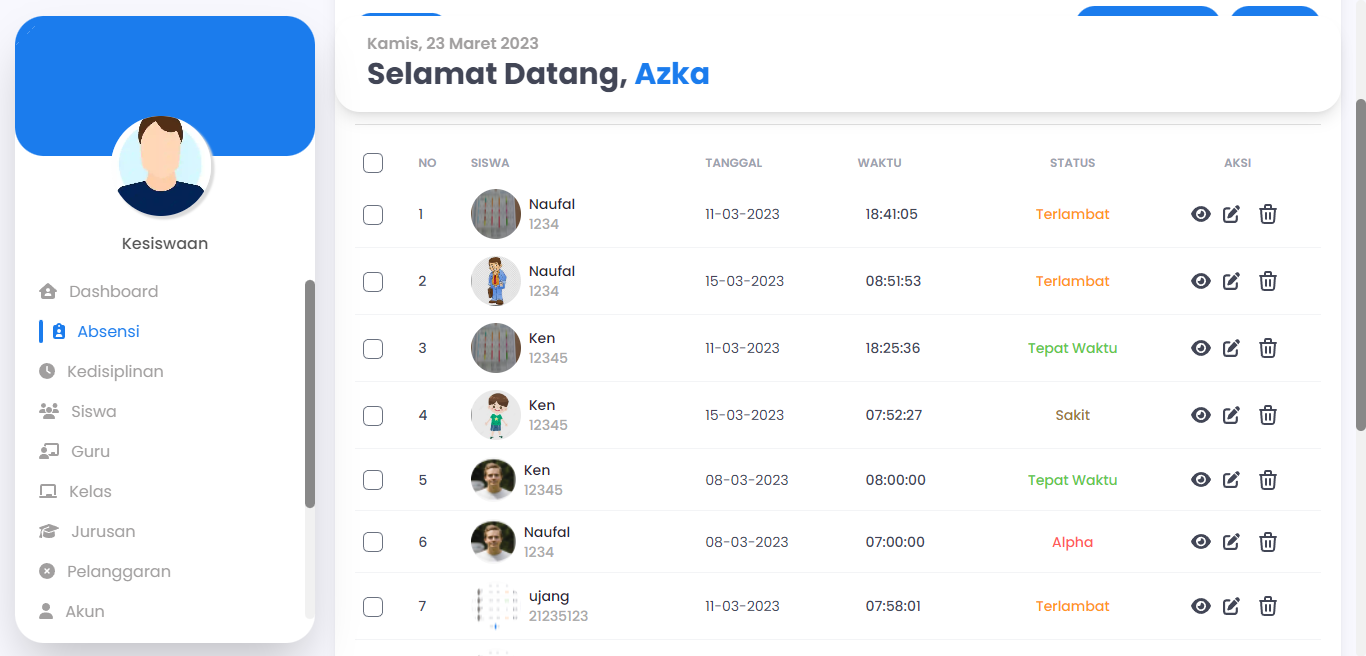 Kesiswaan
Dashboard
Absensi
Kedisiplinan
Siswa
Guru
Kelas
Jurusan
Pelanggaran
Akun
Kamis, 23 Maret 2023
Selamat Datang, Azka
NO SISWA TANGGAL WAKTU STATUS AKSI
1 Naufal 11-03-2023 18:41:05 Terlambat
1234
2 Naufal 15-03-2023 08:51:53 Terlambat
1234
3 Ken 11-03-2023 18:25:36 Tepat Waktu
12345
4 Ken 15-03-2023 07:52:27 Sakit
12345
5 Ken 08-03-2023 08:00:00 Tepat Waktu
12345
6 Naufal 08-03-2023 07:00:00 Alpha
1234
7 ujang 11-03-2023 07:58:01 Terlambat
21235123